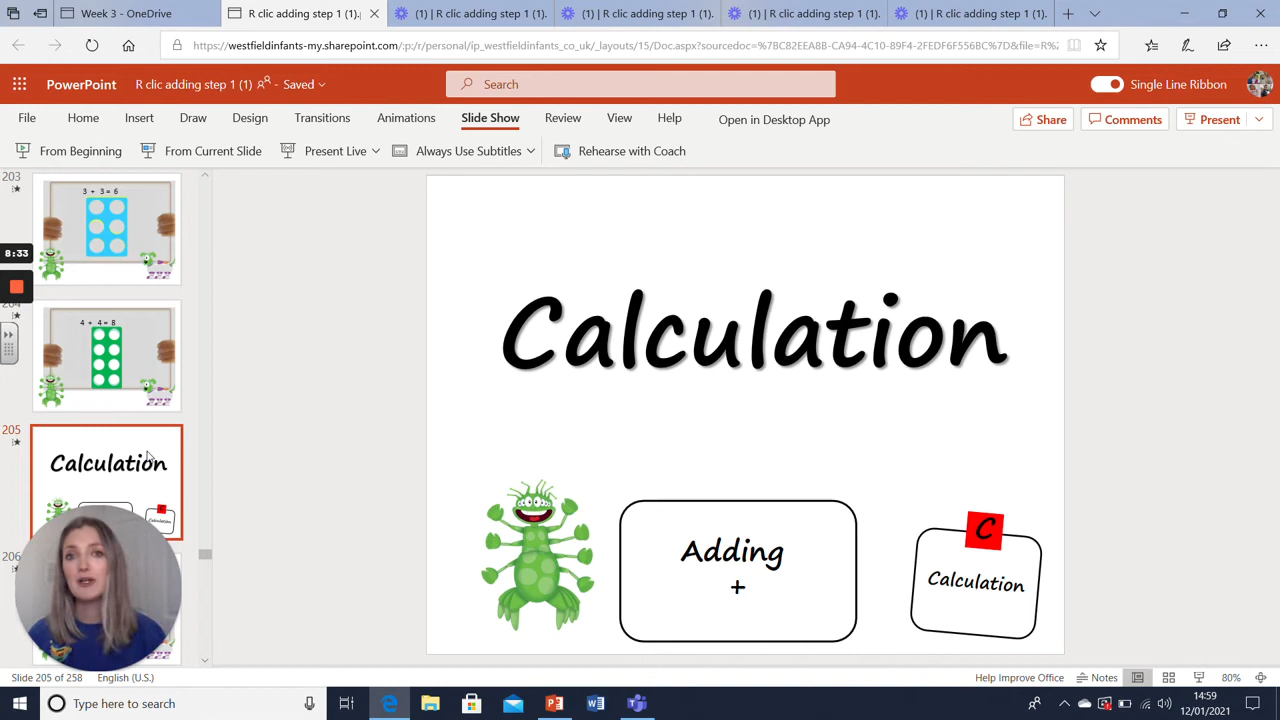 Week 3 - OneDrive
R clic adding step 1 (1).
(1) | R clic adding step 1 (1).
(1) | R clic adding step 1 (1).
(1) | R clic adding step 1 (1).
(1) | R clic adding step 1 (1).
https://westfieldinfants-my.sharepoint.com/:p:/r/personal/ip_westfieldinfants_co_uk/_layouts/15/Doc.aspx?sourcedoc=%7BC82EEA8B-CA94-4C10-89F4-2FEDF6F556BC%7D&file=R%
PowerPoint
R clic adding step 1 (1)
- Saved
Search
Single Line Ribbon
File
Home
Insert
Draw
Design
Transitions
Animations
Slide Show
Review
View
Help
Open in Desktop App
Share
Comments
Present
From Beginning
From Current Slide
Present Live
Always Use Subtitles
Rehearse with Coach
203
3 + 3 = 6
8:33
204
4 + 4 = 8
205
Calculation
C
Calculation
206
Calculation
Adding
+
C
Calculation
Slide 205 of 258
English (U.S.)
Help Improve Office
Notes
80%
Type here to search
14:59
12/01/2021